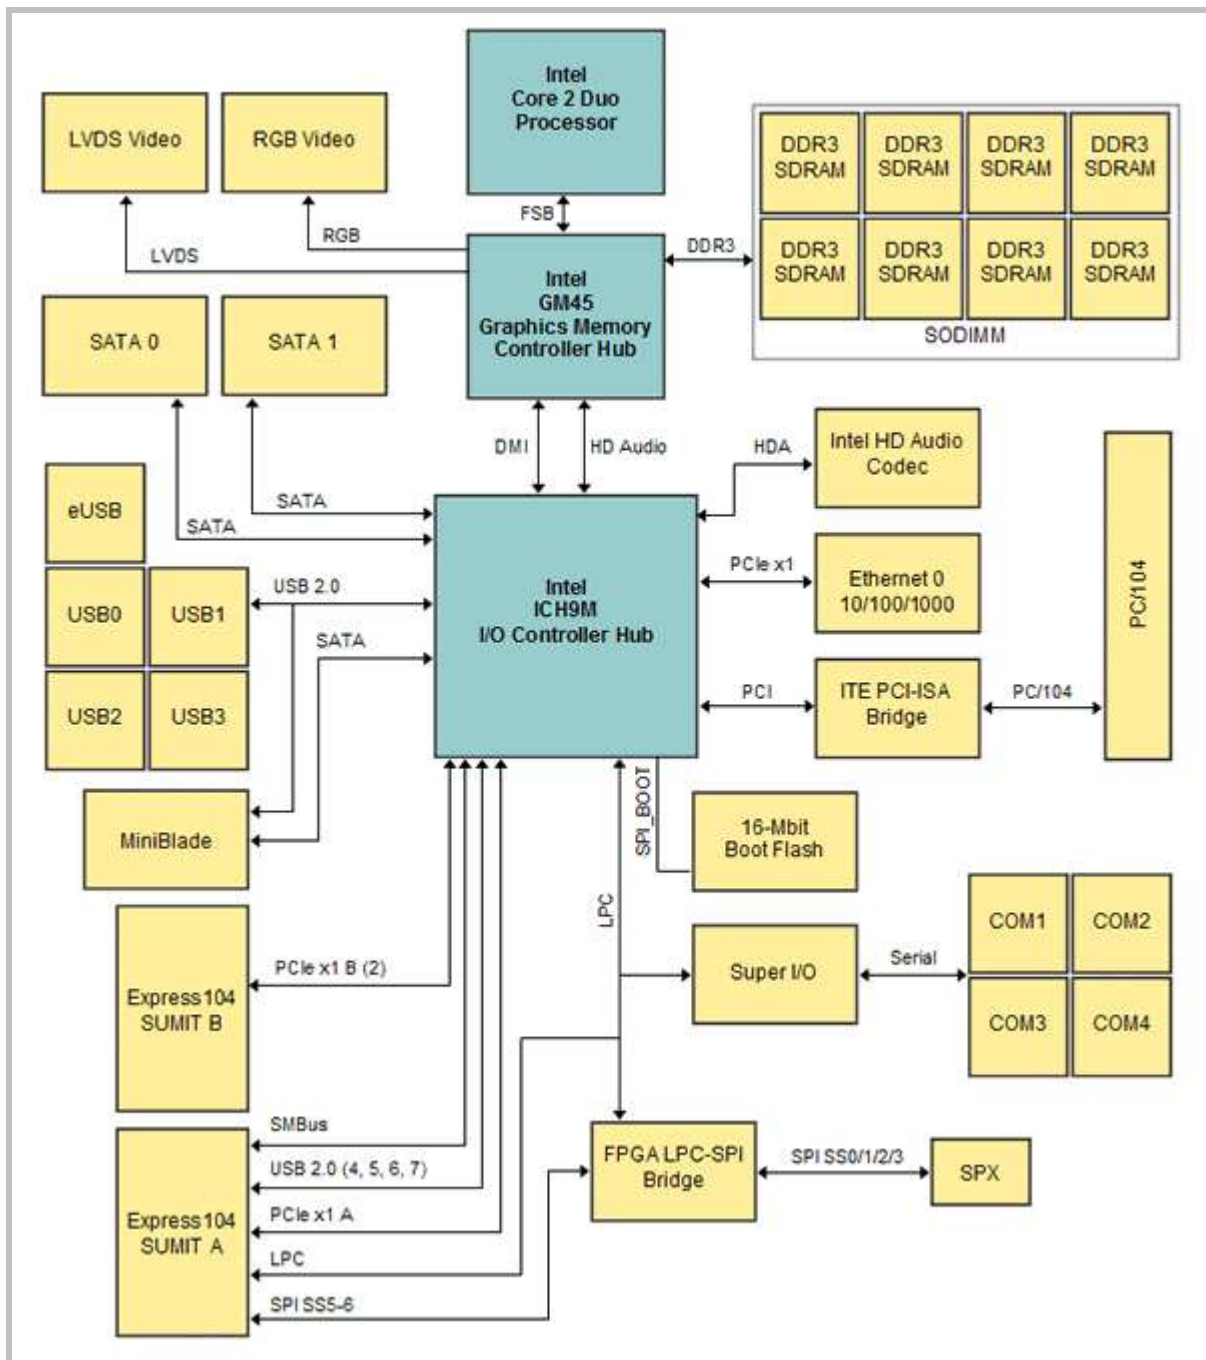 Intel
Core 2 Duo
Processor
LVDS Video
RGB Video
DDR3
SDRAM
DDR3
SDRAM
DDR3
SDRAM
DDR3
SDRAM
FSB
RGB
LVDS
DDR3
DDR3
SDRAM
DDR3
SDRAM
DDR3
SDRAM
DDR3
SDRAM
SODIMM
Intel
GM45
Graphics Memory
Controller Hub
SATA 0
SATA 1
DMI
HD Audio
HDA
Intel HD Audio
Codec
eUSB
SATA
SATA
PCIe x1
Ethernet 0
10/100/1000
PC/104
USB 2.0
Intel
ICH9M
I/O Controller Hub
USB0
USB1
SATA
PCI
ITE PCI-ISA
Bridge
PC/104
USB2
USB3
SPI_BOOT
16-Mbit
Boot Flash
MiniBlade
LPC
COM1
COM2
PCIe x1 B (2)
Super I/O
Serial
Express104
SUMIT B
COM3
COM4
SMBus
FPGA LPC-SPI
Bridge
SPI SS0/1/2/3
SPX
USB 2.0 (4, 5, 6, 7)
PCIe x1 A
Express104
SUMIT A
LPC
SPI SS5-6